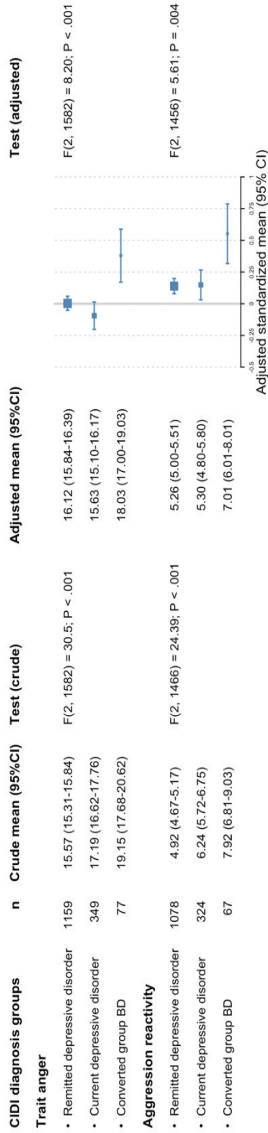 CIDI diagnosis groups n Crude mean (95%CI) Test (crude) Adjusted mean (95%CI) Test (adjusted)
Trait anger
• Remitted depressive disorder 1159 15.57 (15.31-15.84) F(2, 1582) = 30.5; P < .001 16.12 (15.84-16.39) F(2, 1582) = 8.20; P < .001
• Current depressive disorder 349 17.19 (16.62-17.76) 15.63 (15.10-16.17)
• Converted group BD 77 19.15 (17.68-20.62) 18.03 (17.00-19.03)
Aggression reactivity
• Remitted depressive disorder 1078 4.92 (4.67-5.17) F(2, 1466) = 24.39; P < .001 5.26 (5.00-5.51) F(2, 1456) = 5.61; P = .004
• Current depressive disorder 324 6.24 (5.72-6.75) 5.30 (4.80-5.80)
• Converted group BD 67 7.92 (6.81-9.03) 7.01 (6.01-8.01)
-0.5 -0.25 0 0.25 0.5 0.75 1
Adjusted standardized mean (95% CI)